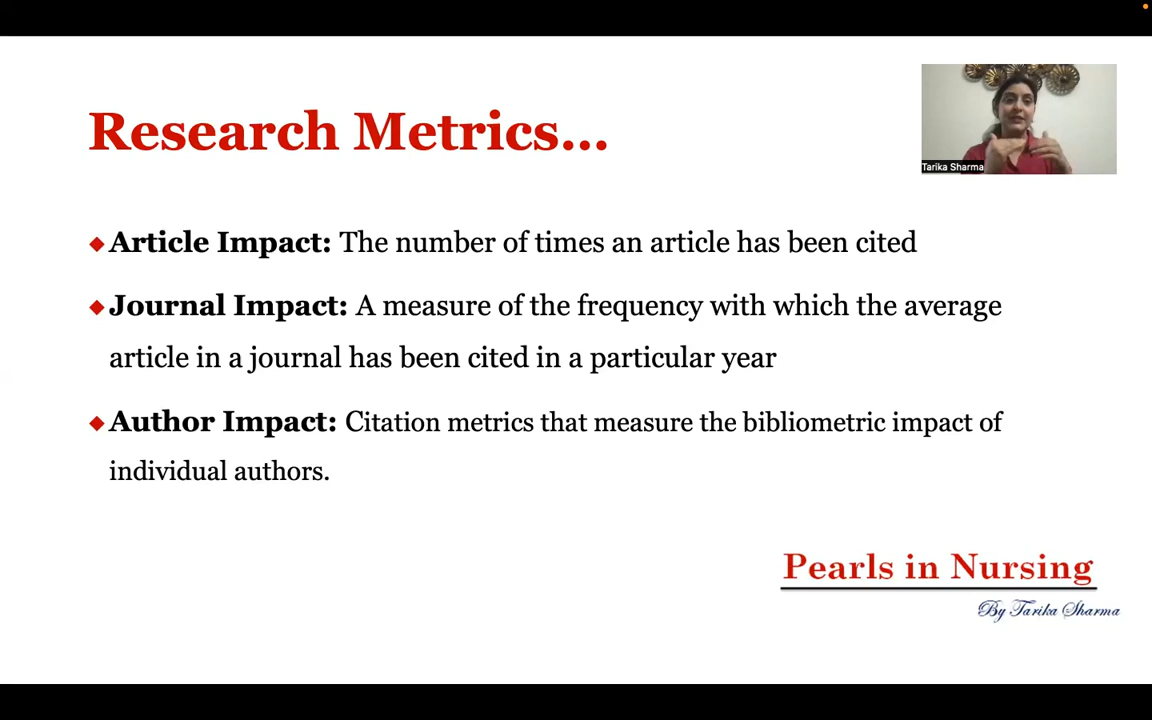 Research Metrics...
Tarika Sharma
Article Impact: The number of times an article has been cited
Journal Impact: A measure of the frequency with which the average
article in a journal has been cited in a particular year
Author Impact: Citation metrics that measure the bibliometric impact of
individual authors.
Pearls in Nursing
By Tarika Sharma